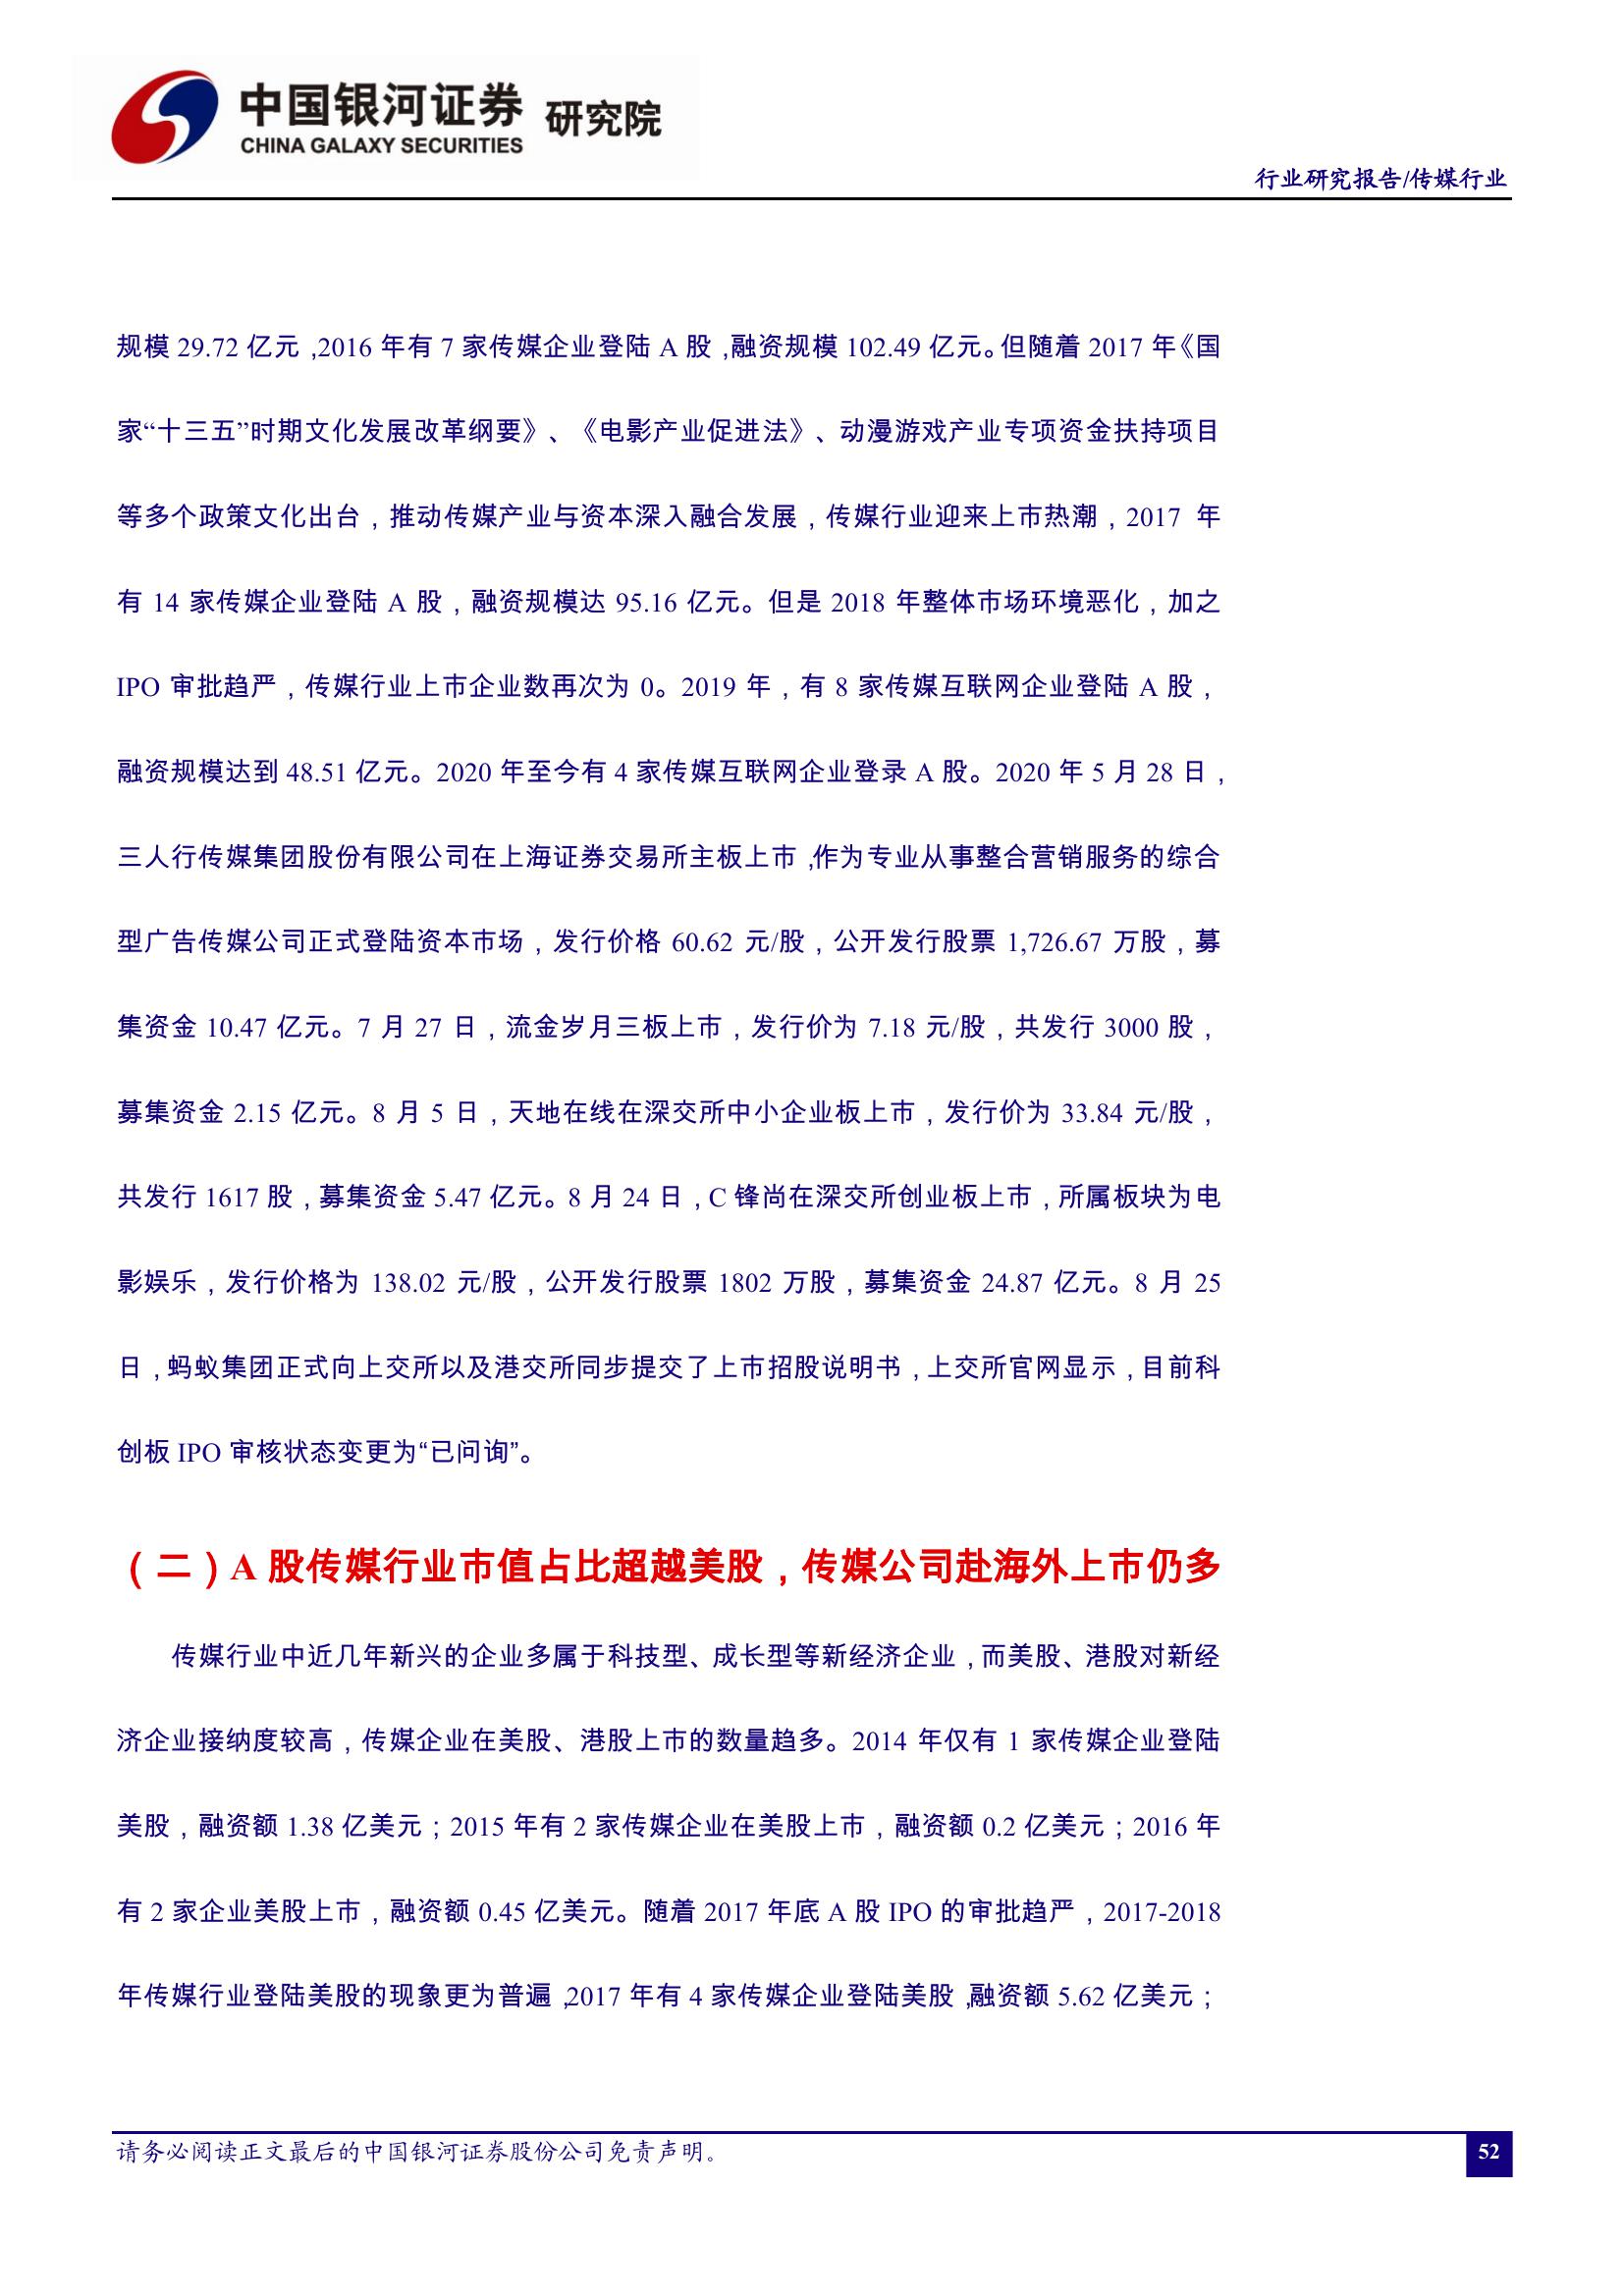 中国银河证券 研究院
CHINA GALAXY SECURITIES
行业研究报告/传媒行业
规模 29.72 亿元，2016 年有 7 家传媒企业登陆 A 股，融资规模 102.49 亿元。但随着 2017 年《国
家“十三五”时期文化发展改革纲要》、《电影产业促进法》、动漫游戏产业专项资金扶持项目
等多个政策文化出台，推动传媒产业与资本深入融合发展，传媒行业迎来上市热潮，2017 年
有 14 家传媒企业登陆 A 股，融资规模达 95.16 亿元。但是 2018 年整体市场环境恶化，加之
IPO 审批趋严，传媒行业上市企业数再次为 0。2019 年，有 8 家传媒互联网企业登陆 A 股，
融资规模达到 48.51 亿元。2020 年至今有 4 家传媒互联网企业登录 A 股。2020 年 5 月 28 日，
三人行传媒集团股份有限公司在上海证券交易所主板上市，作为专业从事整合营销服务的综合
型广告传媒公司正式登陆资本市场，发行价格 60.62 元/股，公开发行股票 1,726.67 万股，募
集资金 10.47 亿元。7 月 27 日，流金岁月三板上市，发行价为 7.18 元/股，共发行 3000 股，
募集资金 2.15 亿元。8 月 5 日，天地在线在深交所中小企业板上市，发行价为 33.84 元/股，
共发行 1617 股，募集资金 5.47 亿元。8 月 24 日，C 锋尚在深交所创业板上市，所属板块为电
影娱乐，发行价格为 138.02 元/股，公开发行股票 1802 万股，募集资金 24.87 亿元。8 月 25
日，蚂蚁集团正式向上交所以及港交所同步提交了上市招股说明书，上交所官网显示，目前科
创板 IPO 审核状态变更为“已问询”。
（二）A 股传媒行业市值占比超越美股，传媒公司赴海外上市仍多
传媒行业中近几年新兴的企业多属于科技型、成长型等新经济企业，而美股、港股对新经
济企业接纳度较高，传媒企业在美股、港股上市的数量趋多。2014 年仅有 1 家传媒企业登陆
美股，融资额 1.38 亿美元；2015 年有 2 家传媒企业在美股上市，融资额 0.2 亿美元；2016 年
有 2 家企业美股上市，融资额 0.45 亿美元。随着 2017 年底 A 股 IPO 的审批趋严，2017-2018
年传媒行业登陆美股的现象更为普遍，2017 年有 4 家传媒企业登陆美股，融资额 5.62 亿美元；
请务必阅读正文最后的中国银河证券股份公司免责声明。
52